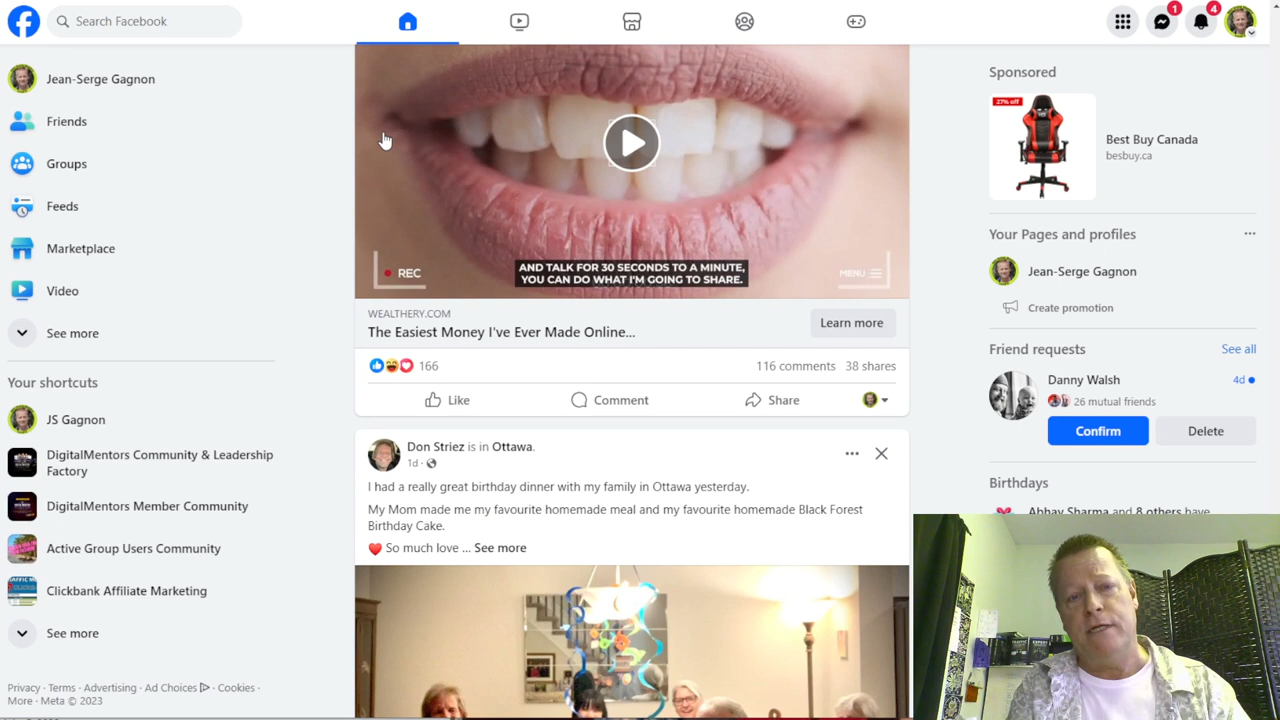 Search Facebook
1
4
Jean-Serge Gagnon
Friends
Groups
Feeds
Marketplace
Video
See more
Your shortcuts
JS Gagnon
DigitalMentors Community & Leadership
Factory
DigitalMentors Member Community
Active Group Users Community
Clickbank Affiliate Marketing
See more
Privacy · Terms · Advertising · Ad Choices · Cookies ·
More · Meta © 2023
REC
AND TALK FOR 30 SECONDS TO A MINUTE,
YOU CAN DO WHAT I'M GOING TO SHARE.
MENU
WEALTHERY.COM
The Easiest Money I've Ever Made Online...
Learn more
166
116 comments 38 shares
Like
Comment
Share
Don Striez is in Ottawa.
1d ·
I had a really great birthday dinner with my family in Ottawa yesterday.
My Mom made me my favourite homemade meal and my favourite homemade Black Forest
Birthday Cake.
So much love ... See more
Sponsored
27% off
Best Buy Canada
besbuy.ca
Your Pages and profiles
Jean-Serge Gagnon
Create promotion
Friend requests
See all
Danny Walsh
4d
26 mutual friends
Confirm
Delete
Birthdays
Abhay Sharma and 8 others have